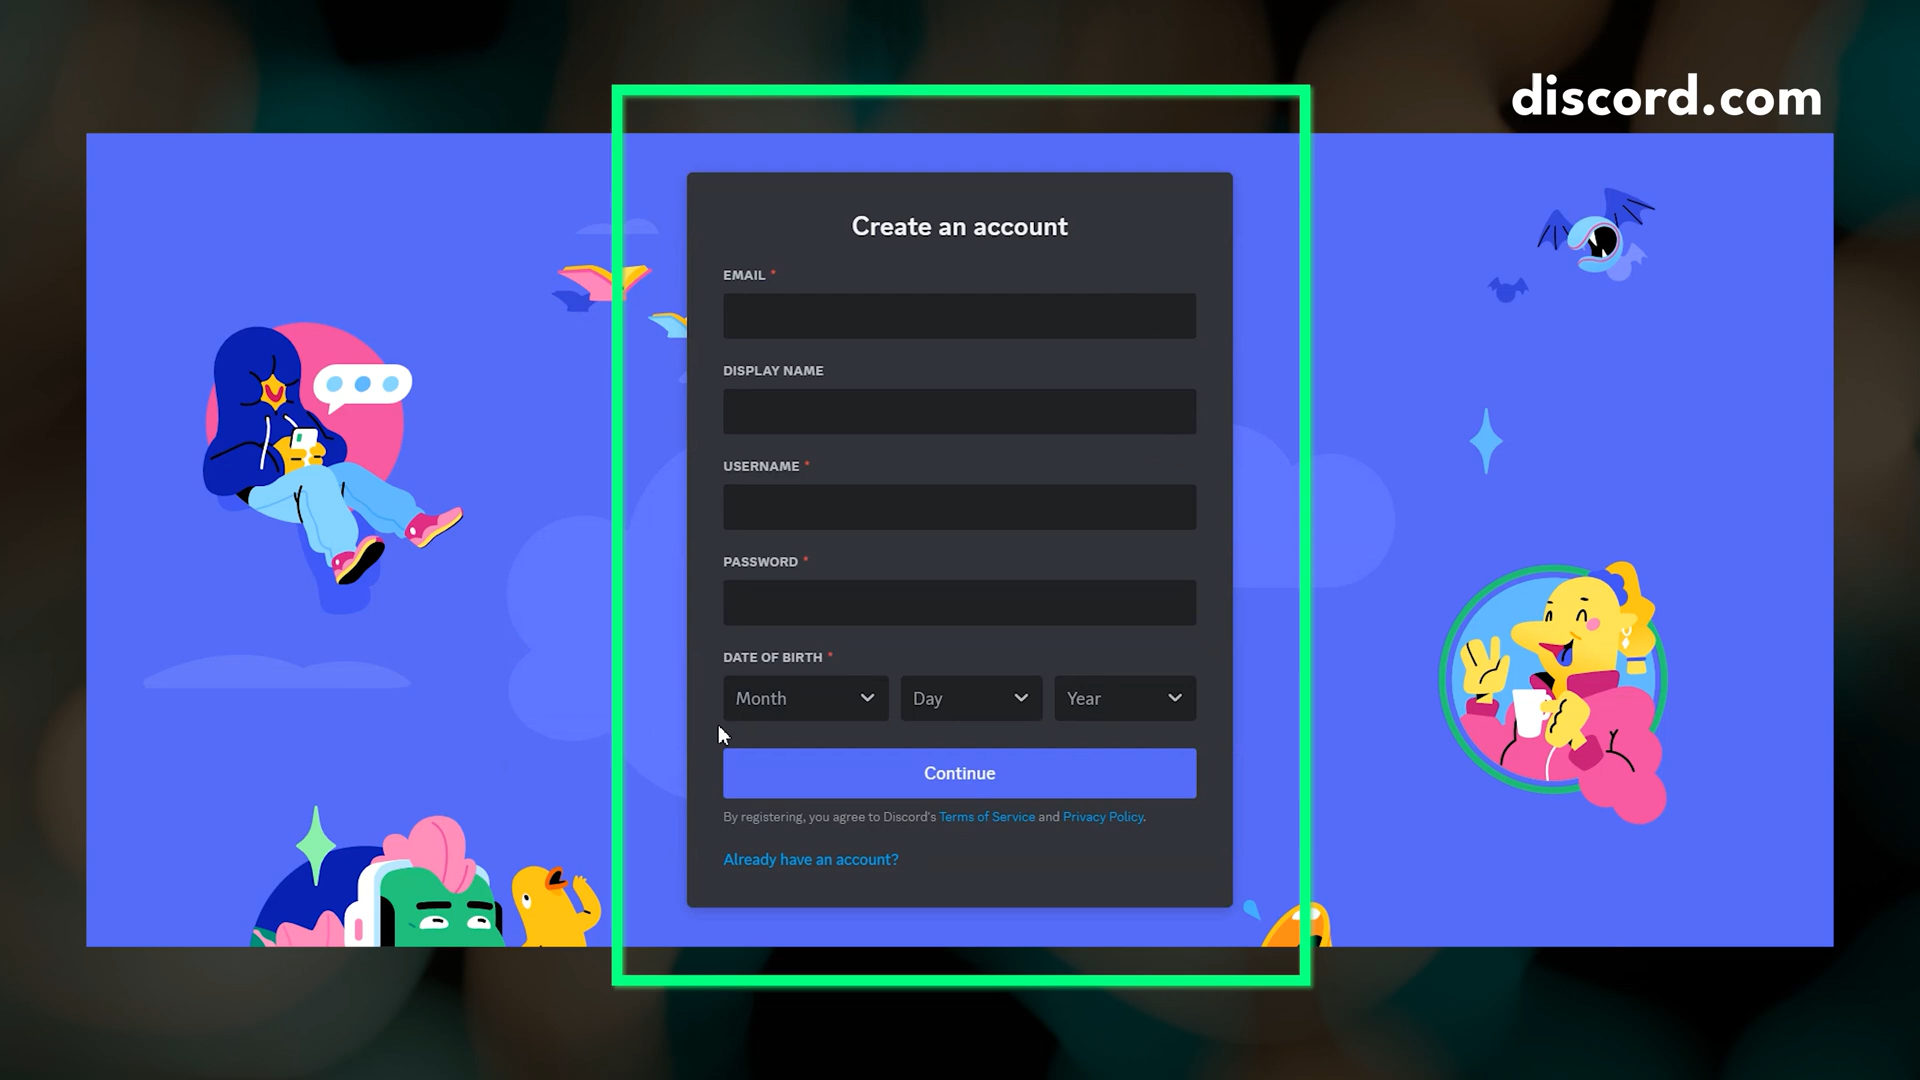 discord.com
Create an account
EMAIL *
DISPLAY NAME
USERNAME *
PASSWORD *
DATE OF BIRTH *
Month Day Year
Continue
By registering, you agree to Discord's Terms of Service and Privacy Policy.
Already have an account?